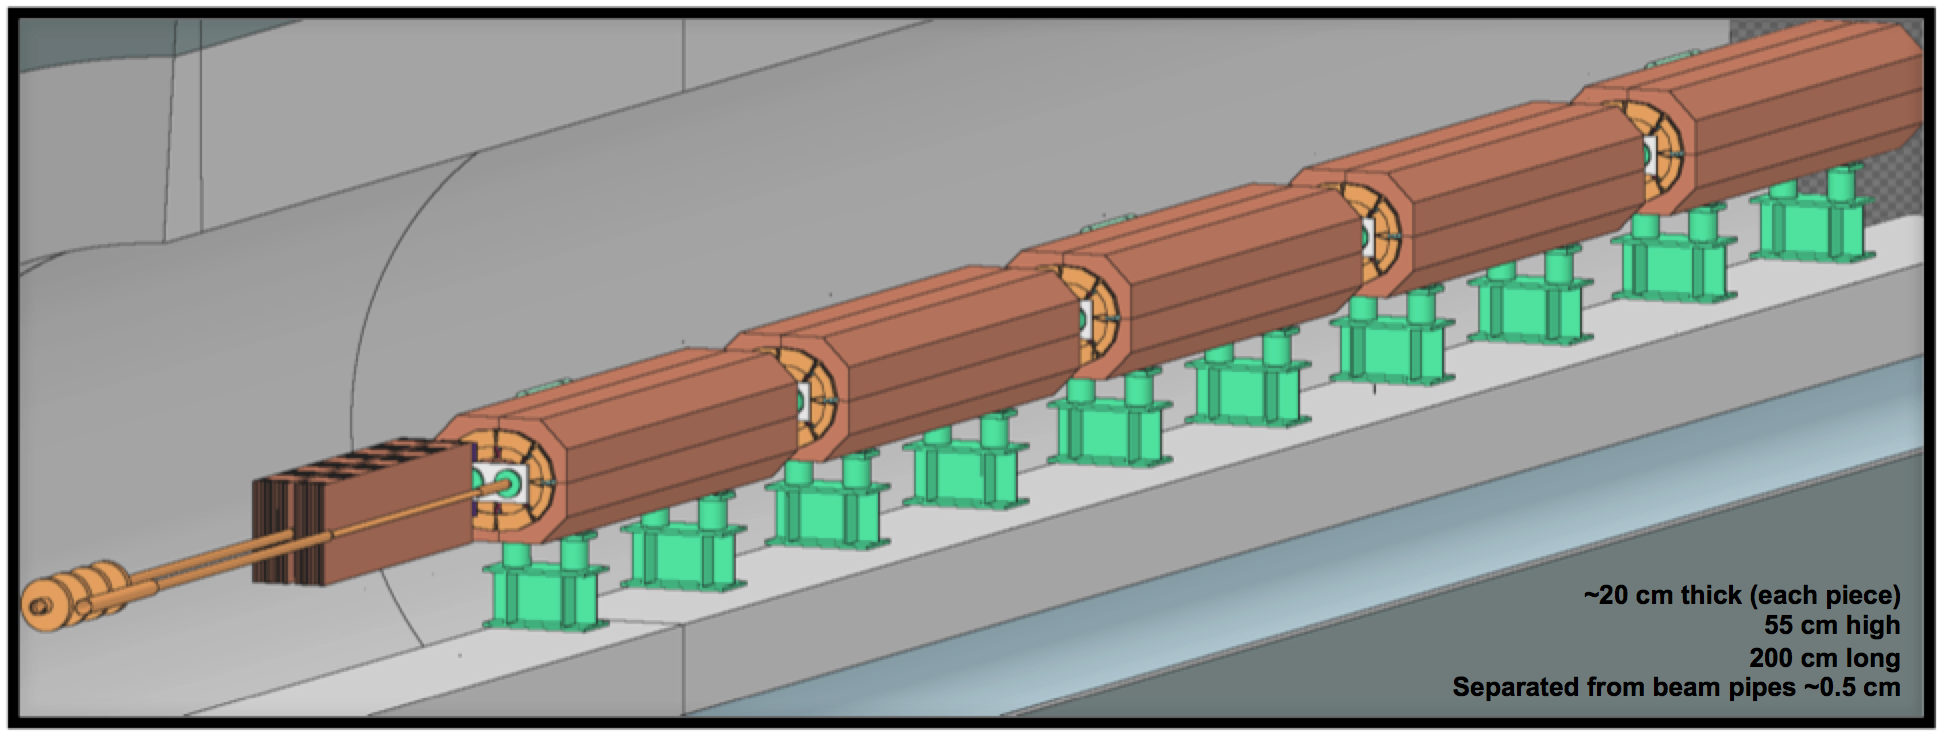 ~20 cm thick (each piece)
55 cm high
200 cm long
Separated from beam pipes ~0.5 cm